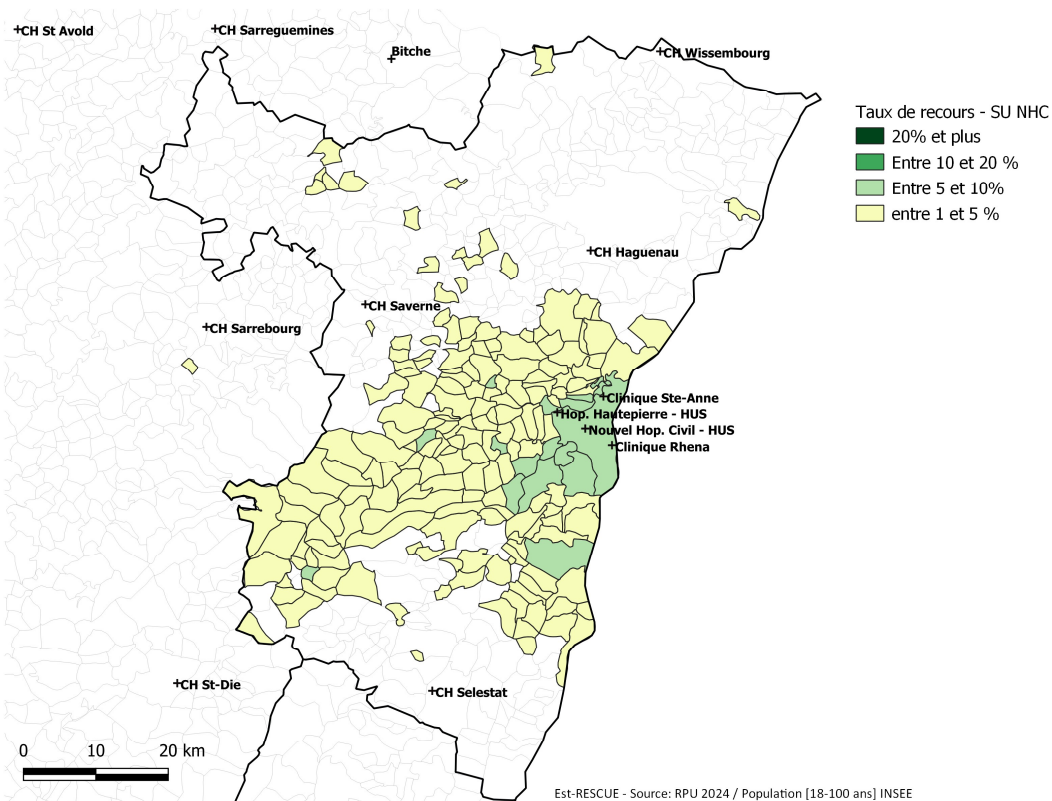 CH St Avold
CH Sarreguemines
Bitche
CH Wissembourg
Taux de recours - SU NHC
20% et plus
Entre 10 et 20 %
Entre 5 et 10%
entre 1 et 5 %
CH Haguenau
CH Saverne
CH Sarrebourg
Clinique Ste-Anne
Hop. Hautepierre - HUS
Nouvel Hop. Civil - HUS
Clinique Rhena
CH St-Die
CH Selestat
0 10 20 km
Est-RESCUE - Source: RPU 2024 / Population [18-100 ans] INSEE